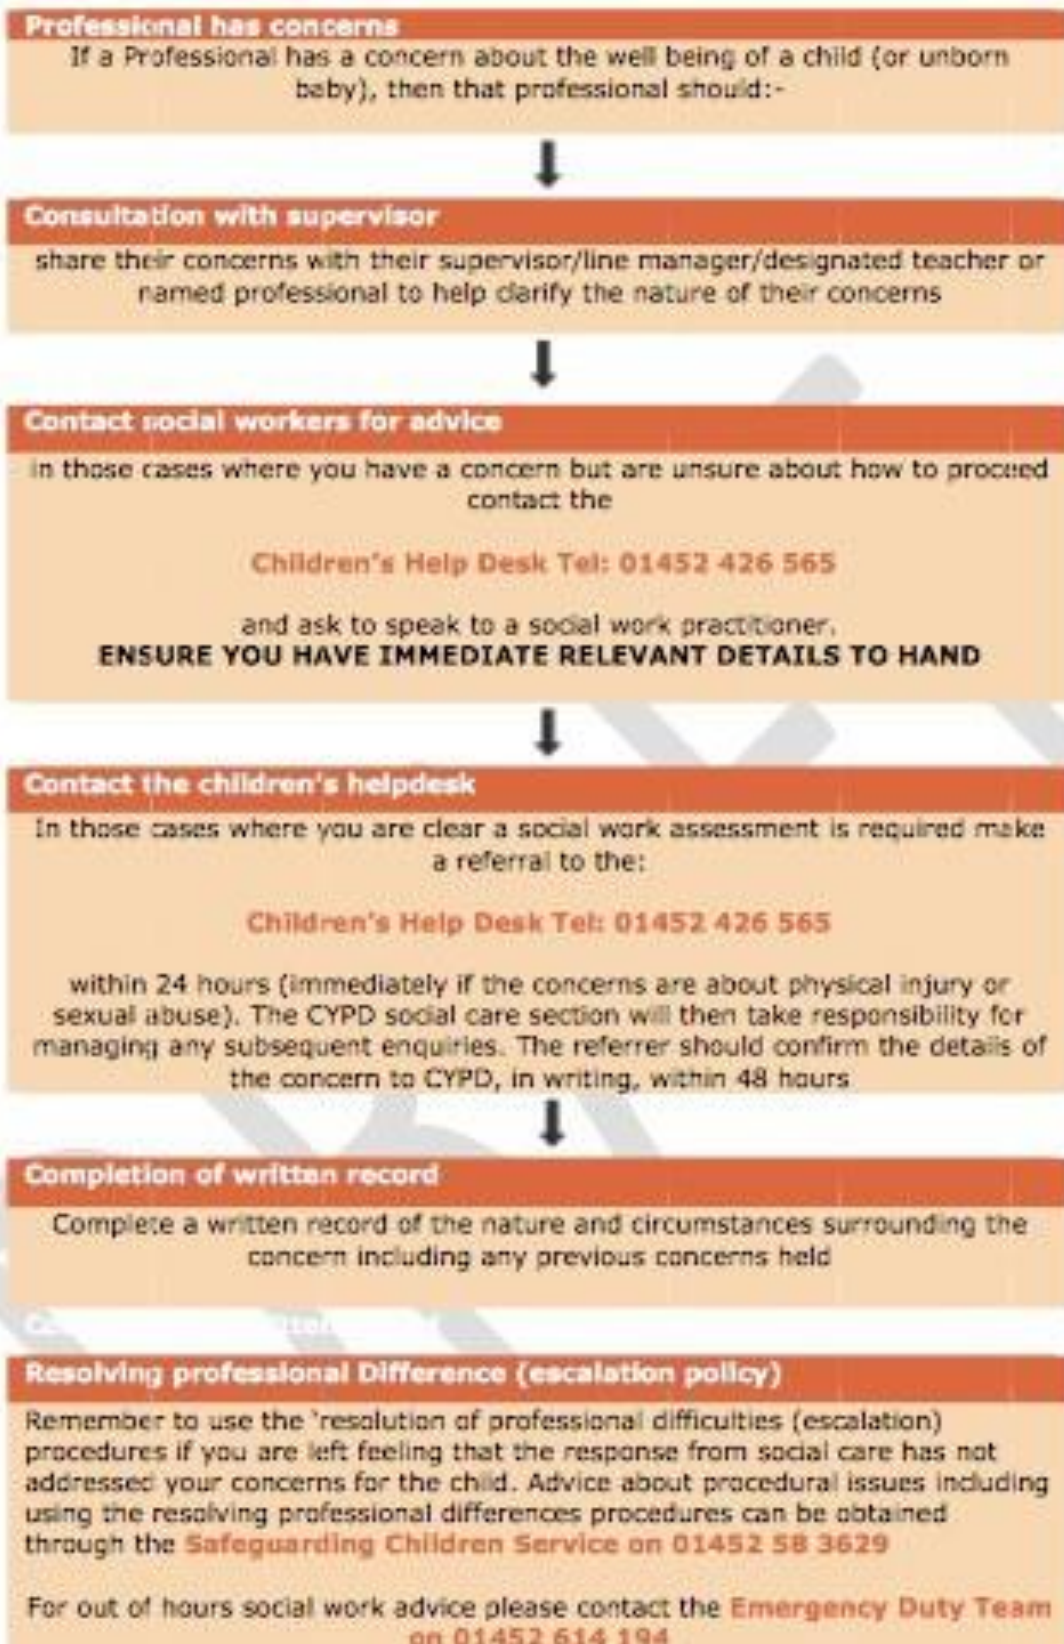 Professional has concerns
If a Professional has a concern about the well being of a child (or unborn
baby), then that professional should:-
Consultation with supervisor
share their concerns with their supervisor/line manager/designated teacher or
named professional to help clarify the nature of their concerns
Contact social workers for advice
in those cases where you have a concern but are unsure about how to proceed
contact the
Children's Help Desk Tel: 01452 426 565
and ask to speak to a social work practitioner.
ENSURE YOU HAVE IMMEDIATE RELEVANT DETAILS TO HAND
Contact the children's helpdesk
In those cases where you are clear a social work assessment is required make
a referral to the:
Children's Help Desk Tel: 01452 426 565
within 24 hours (immediately if the concerns are about physical injury or
sexual abuse). The CYPD social care section will then take responsibility for
managing any subsequent enquiries. The referrer should confirm the details of
the concern to CYPD, in writing, within 48 hours
Completion of written record
Complete a written record of the nature and circumstances surrounding the
concern including any previous concerns held
Resolving professional Difference (escalation policy)
Remember to use the 'resolution of professional difficulties (escalation)
procedures if you are left feeling that the response from social care has not
addressed your concerns for the child. Advice about procedural issues including
using the resolving professional differences procedures can be obtained
through the Safeguarding Children Service on 01452 58 3629
For out of hours social work advice please contact the Emergency Duty Team
on 01452 614 194